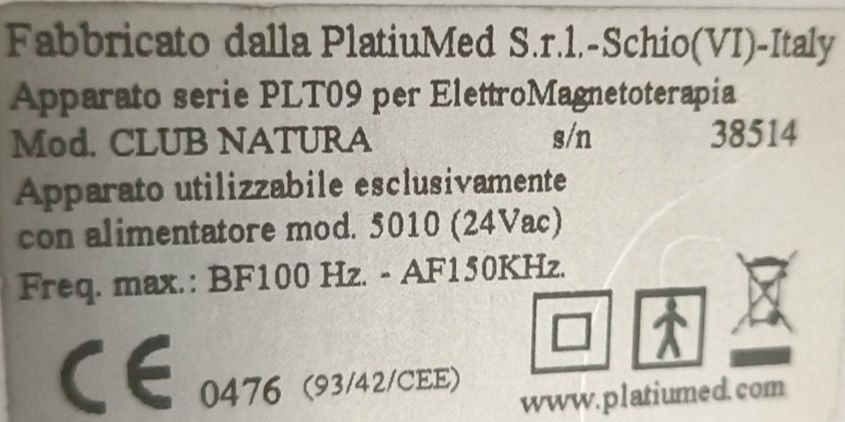 Fabbricato dalla PlatiuMed S.r.l.-Schio(VI)-Italy
Apparato serie PLT09 per ElettroMagnetoterapia
Mod. CLUB NATURA s/n 38514
Apparato utilizzabile esclusivamente
con alimentatore mod. 5010 (24Vac)
Freq. max.: BF100 Hz. - AF150KHz.
CE 0476 (93/42/CEE)
www.platiumed.com